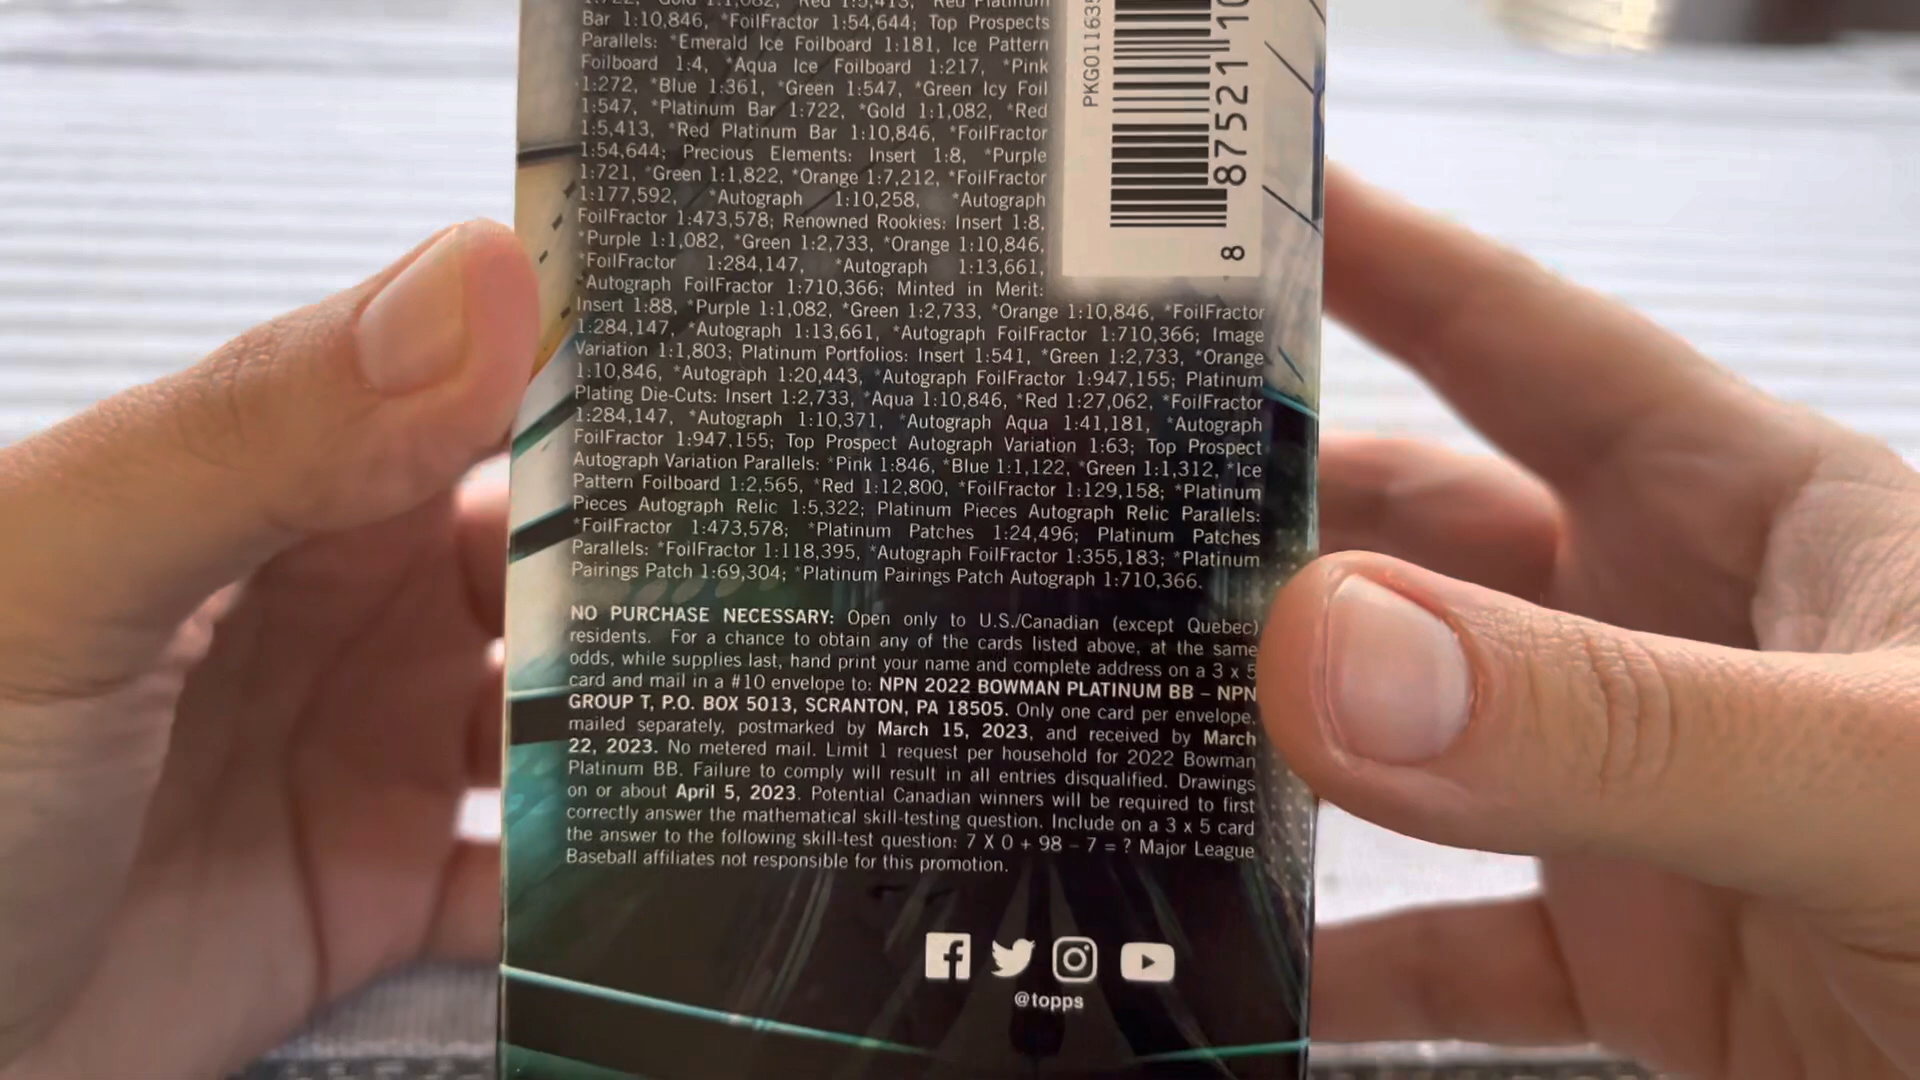 1:722, *Gold 1:1,082, *Red 1:5,413, *Red Platinum
Bar 1:10,846, *FoilFractor 1:54,644; Top Prospects
Parallels: *Emerald Ice Foilboard 1:181, Ice Pattern
Foilboard 1:4, *Aqua Ice Foilboard 1:217, *Pink
1:272, *Blue 1:361, *Green 1:547, *Green Icy Foil
1:547, *Platinum Bar 1:722, *Gold 1:1,082, *Red
1:5,413, *Red Platinum Bar 1:10,846, *FoilFractor
1:54,644; Precious Elements: Insert 1:8, *Purple
1:721, *Green 1:1,822, *Orange 1:7,212, *FoilFractor
1:177,592, *Autograph 1:10,258, *Autograph
FoilFractor 1:473,578; Renowned Rookies: Insert 1:8,
*Purple 1:1,082, *Green 1:2,733, *Orange 1:10,846,
*FoilFractor 1:284,147, *Autograph 1:13,661,
*Autograph FoilFractor 1:710,366; Minted in Merit:
Insert 1:88, *Purple 1:1,082, *Green 1:2,733, *Orange 1:10,846, *FoilFractor
1:284,147, *Autograph 1:13,661, *Autograph FoilFractor 1:710,366; Image
Variation 1:1,803; Platinum Portfolios: Insert 1:541, *Green 1:2,733, *Orange
1:10,846, *Autograph 1:20,443, *Autograph FoilFractor 1:947,155; Platinum
Plating Die-Cuts: Insert 1:2,733, *Aqua 1:10,846, *Red 1:27,062, *FoilFractor
1:284,147, *Autograph 1:10,371, *Autograph Aqua 1:41,181, *Autograph
FoilFractor 1:947,155; Top Prospect Autograph Variation 1:63; Top Prospect
Autograph Variation Parallels: *Pink 1:846, *Blue 1:1,122, *Green 1:1,312, *Ice
Pattern Foilboard 1:2,565, *Red 1:12,800, *FoilFractor 1:129,158; *Platinum
Pieces Autograph Relic 1:5,322; Platinum Pieces Autograph Relic Parallels:
*FoilFractor 1:473,578; *Platinum Patches 1:24,496; Platinum Patches
Parallels: *FoilFractor 1:118,395, *Autograph FoilFractor 1:355,183; *Platinum
Pairings Patch 1:69,304; *Platinum Pairings Patch Autograph 1:710,366.
NO PURCHASE NECESSARY: Open only to U.S./Canadian (except Quebec)
residents. For a chance to obtain any of the cards listed above, at the same
odds, while supplies last, hand print your name and complete address on a 3 x 5
card and mail in a #10 envelope to: NPN 2022 BOWMAN PLATINUM BB – NPN
GROUP T, P.O. BOX 5013, SCRANTON, PA 18505. Only one card per envelope,
mailed separately, postmarked by March 15, 2023, and received by March
22, 2023. No metered mail. Limit 1 request per household for 2022 Bowman
Platinum BB. Failure to comply will result in all entries disqualified. Drawings
on or about April 5, 2023. Potential Canadian winners will be required to first
correctly answer the mathematical skill-testing question. Include on a 3 x 5 card
the answer to the following skill-test question: 7 X 0 + 98 – 7 = ? Major League
Baseball affiliates not responsible for this promotion.
@topps
PKG011635
8 87521 10